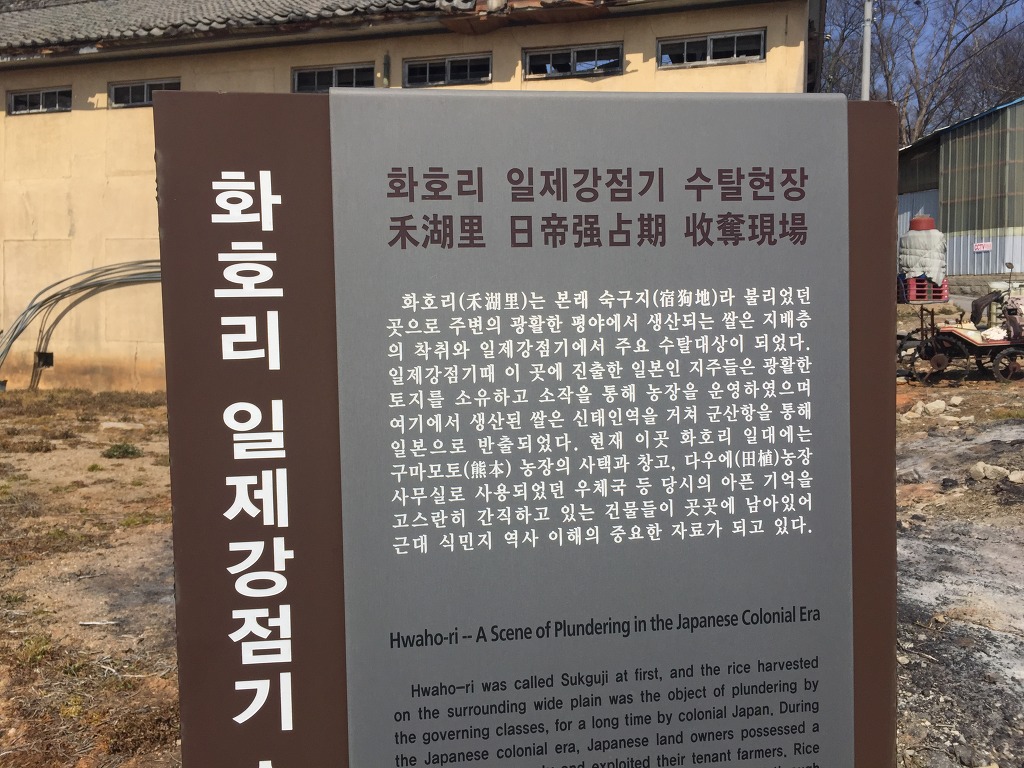 화호리 일제강점기
화호리 일제강점기 수탈현장
禾湖里 日帝强占期 收奪現場
화호리(禾湖里)는 본래 숙구지(宿狗地)라 불리었던
곳으로 주변의 광활한 평야에서 생산되는 쌀은 지배층
의 착취와 일제강점기에서 주요 수탈대상이 되었다.
일제강점기때 이 곳에 진출한 일본인 지주들은 광활한
토지를 소유하고 소작을 통해 농장을 운영하였으며
여기에서 생산된 쌀은 신태인역을 거쳐 군산항을 통해
일본으로 반출되었다. 현재 이곳 화호리 일대에는
구마모토(熊本) 농장의 사택과 창고, 다우에(田植)농장
사무실로 사용되었던 우체국 등 당시의 아픈 기억을
고스란히 간직하고 있는 건물들이 곳곳에 남아있어
근대 식민지 역사 이해의 중요한 자료가 되고 있다.
Hwaho-ri -- A Scene of Plundering in the Japanese Colonial Era
Hwaho-ri was called Sukguji at first, and the rice harvested
on the surrounding wide plain was the object of plundering by
the governing classes, for a long time by colonial Japan. During
the Japanese colonial era, Japanese land owners possessed a
and exploited their tenant farmers. Rice